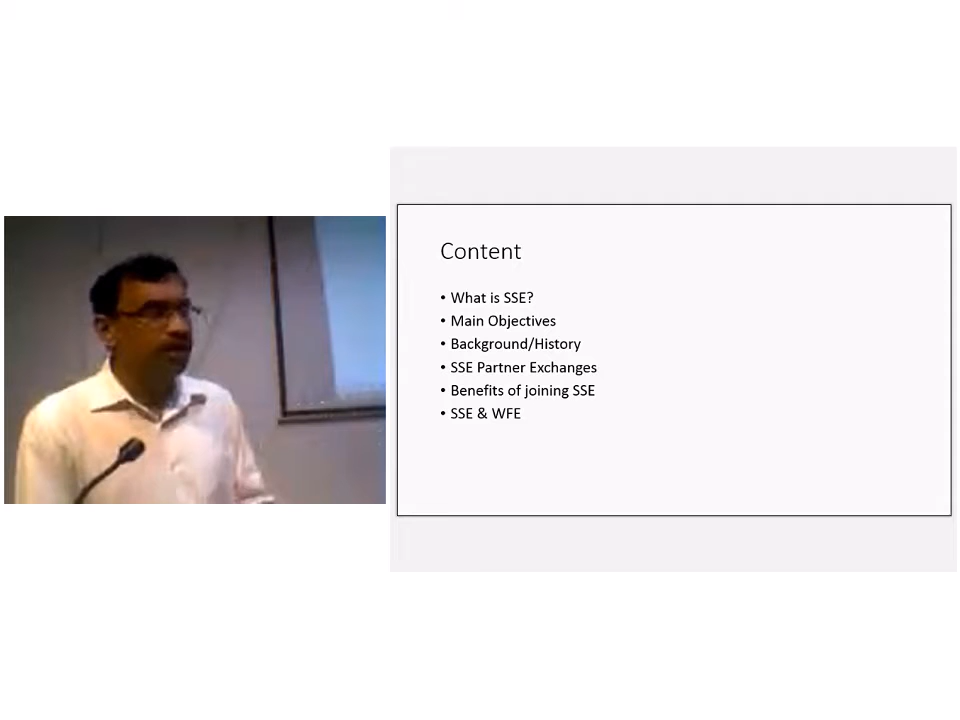 Content
• What is SSE?
• Main Objectives
• Background/History
• SSE Partner Exchanges
• Benefits of joining SSE
• SSE & WFE